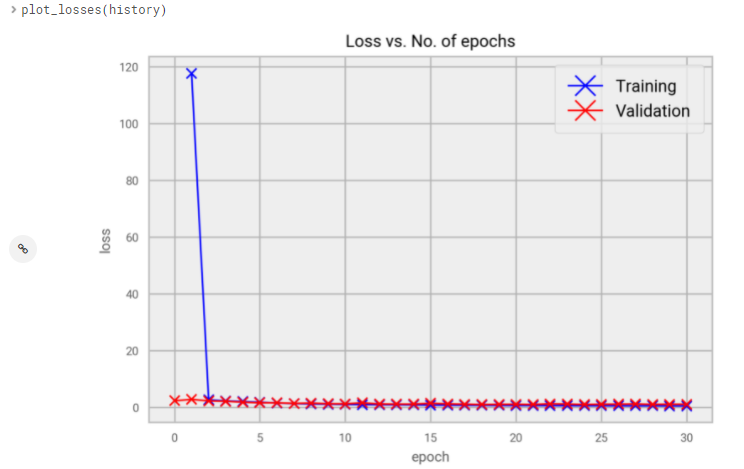 plot_losses(history)
Loss vs. No. of epochs
Training
Validation
120
100
80
60
40
20
0
loss
0 5 10 15 20 25 30
epoch